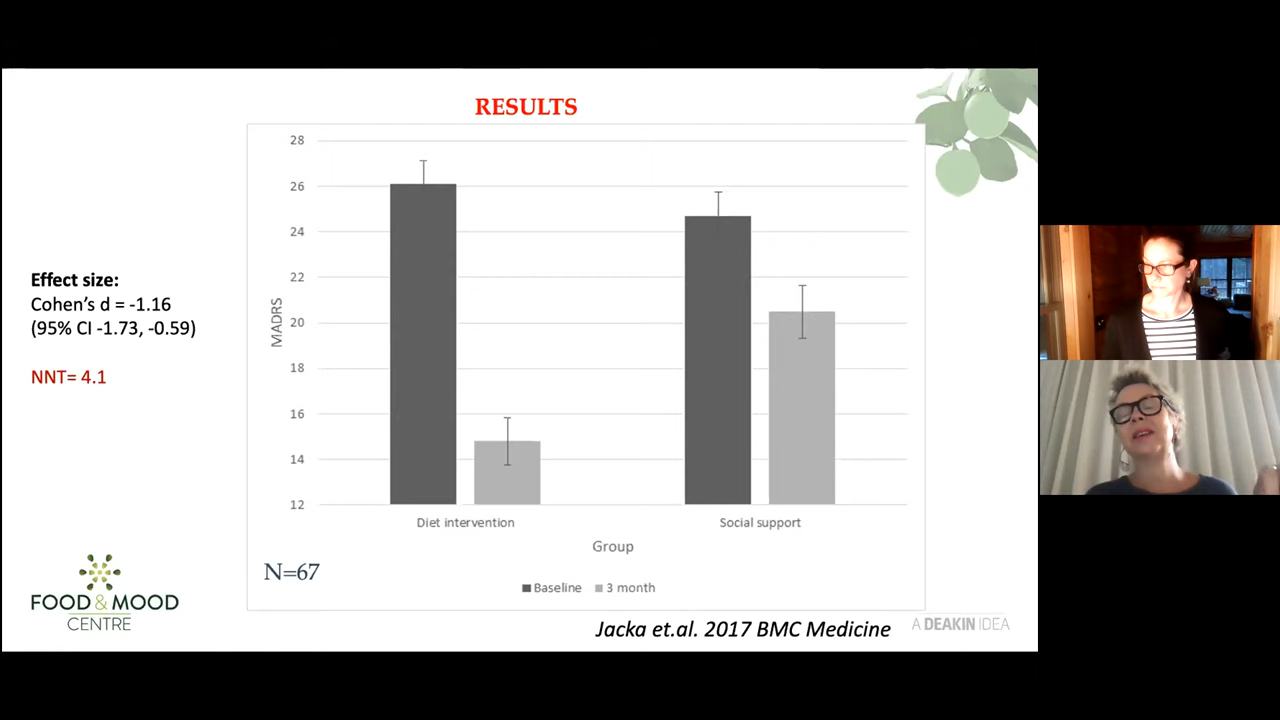 RESULTS
Effect size:
Cohen's d = -1.16
(95% CI -1.73, -0.59)
NNT= 4.1
28
26
24
22
20
18
16
14
12
MADRS
Diet intervention
Social support
Group
Baseline
3 month
N=67
FOOD & MOOD
CENTRE
Jacka et.al. 2017 BMC Medicine
A DEAKIN IDEA